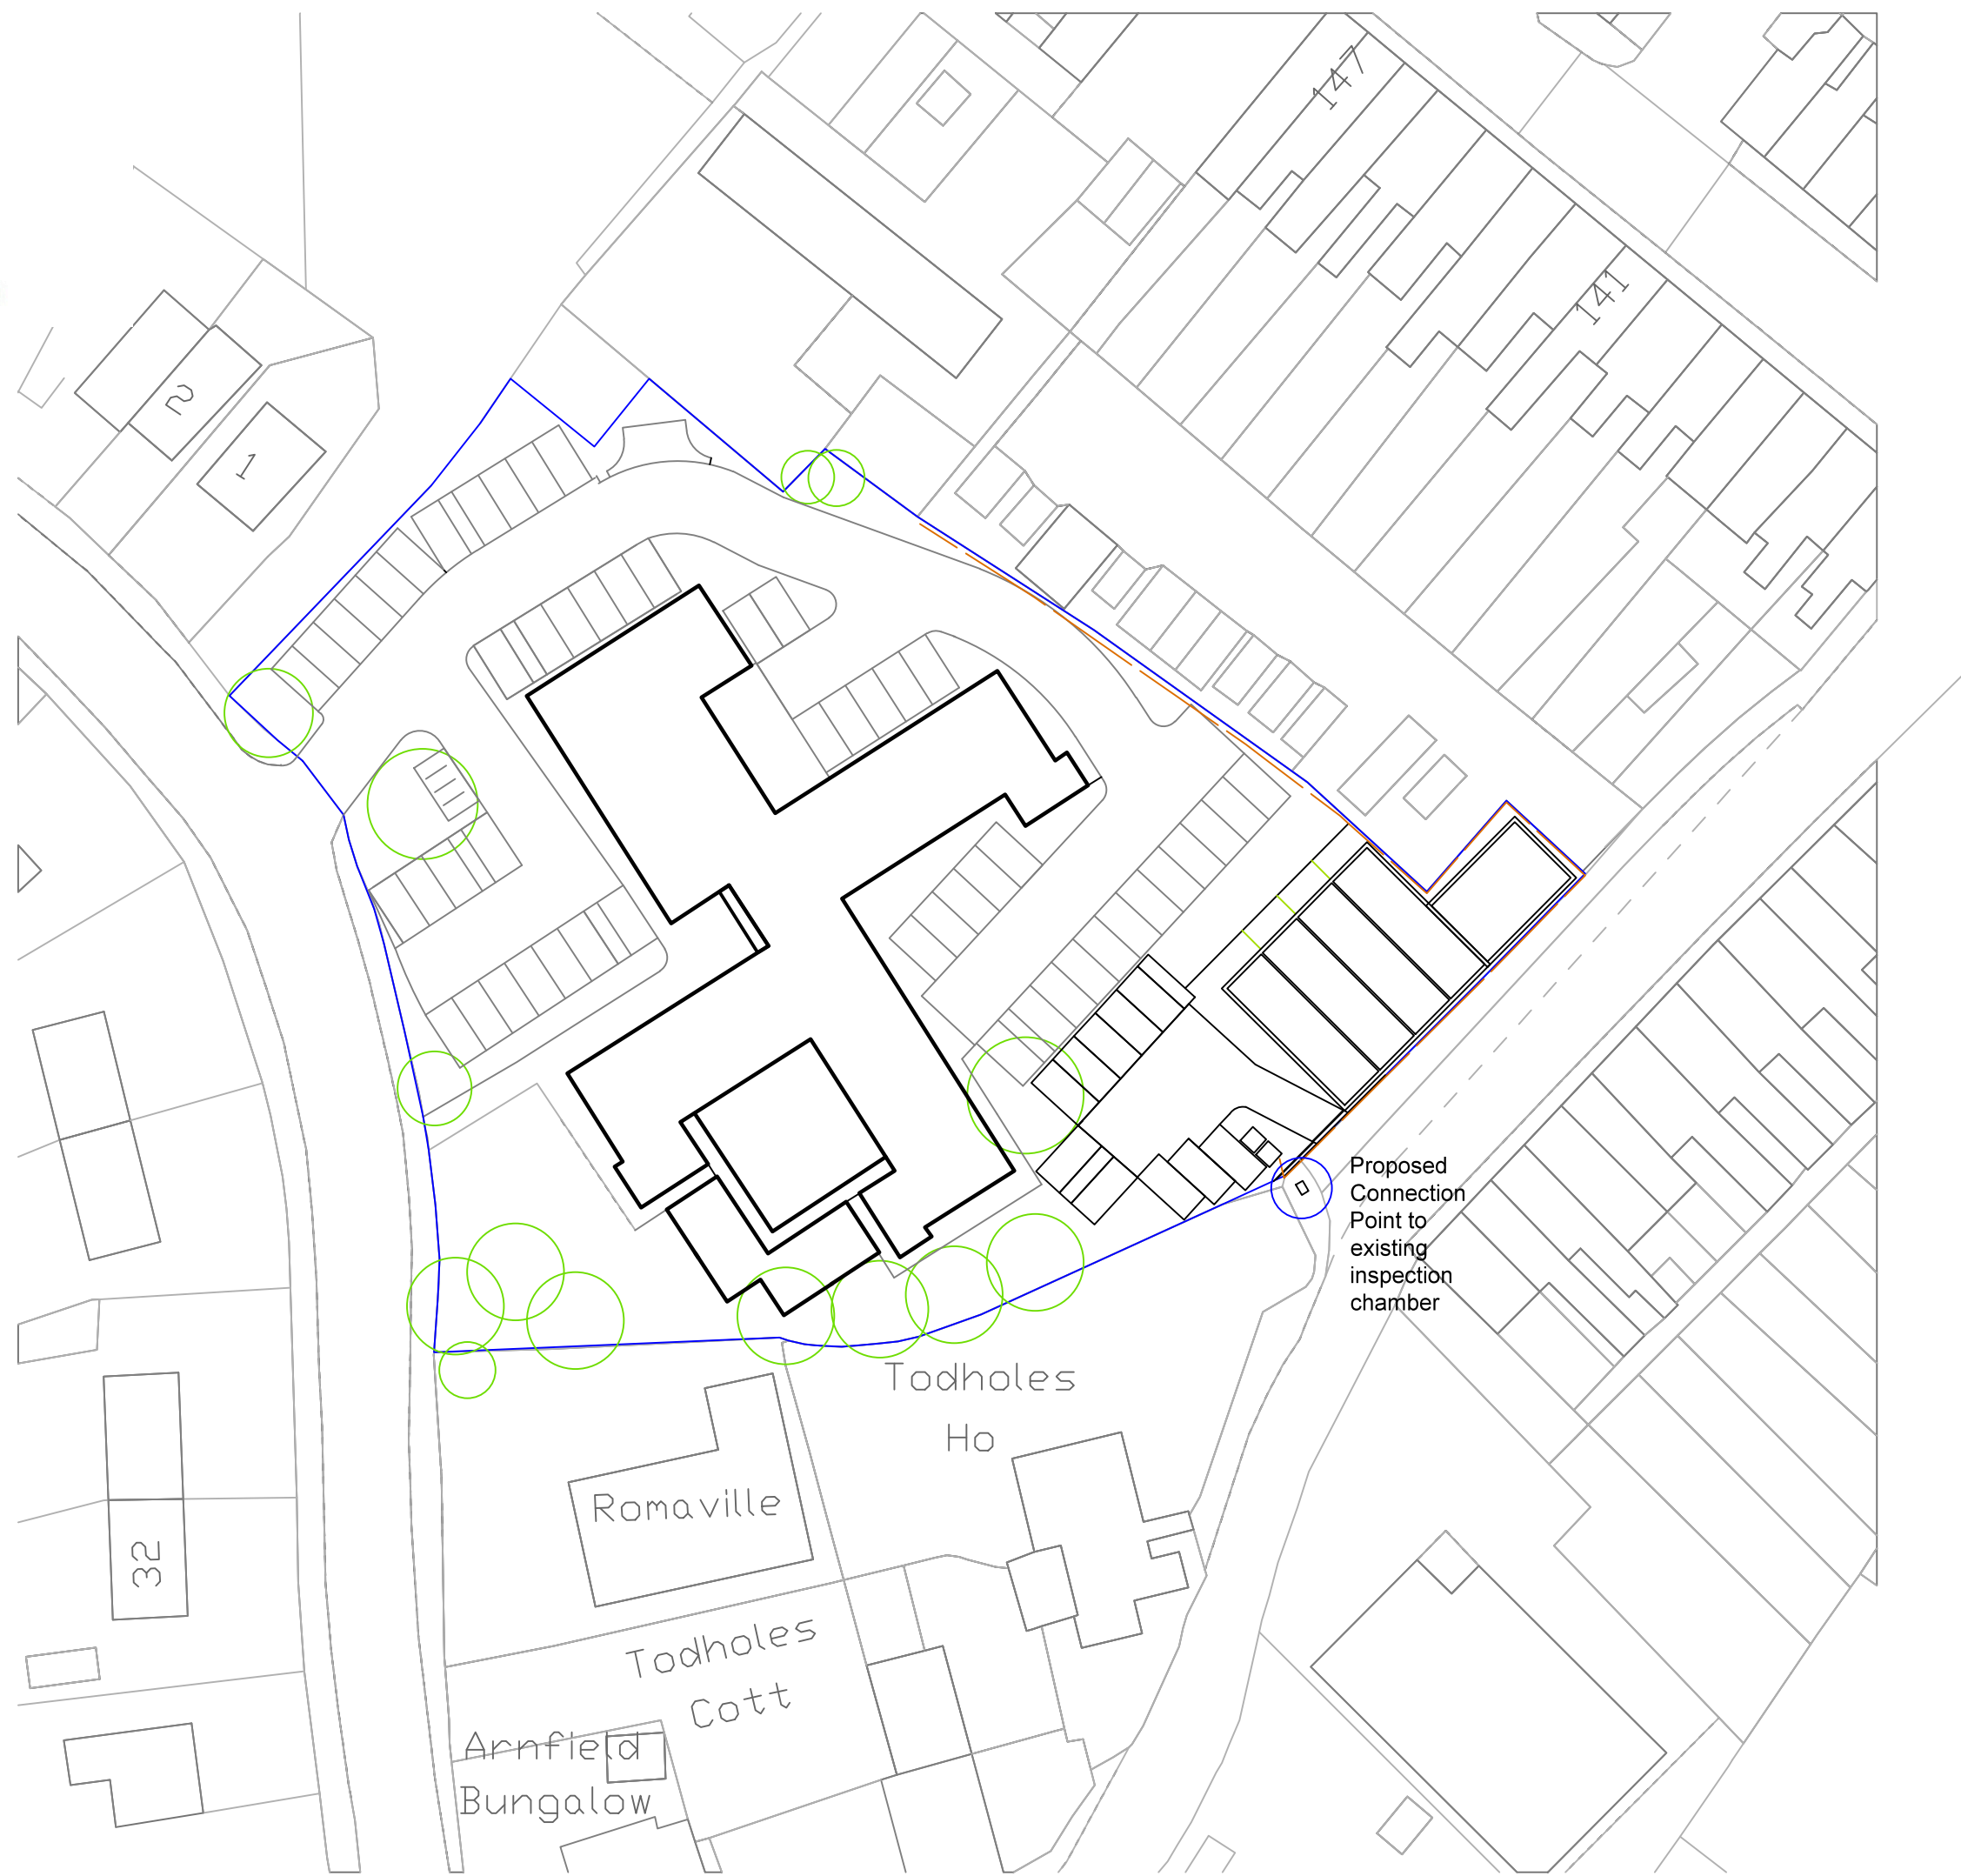 147
141
2
1
Proposed
Connection
Point to
existing
inspection
chamber
Todholes
Ho
Romaville
32
Todholes
Cott
Arnfield
Bungalow